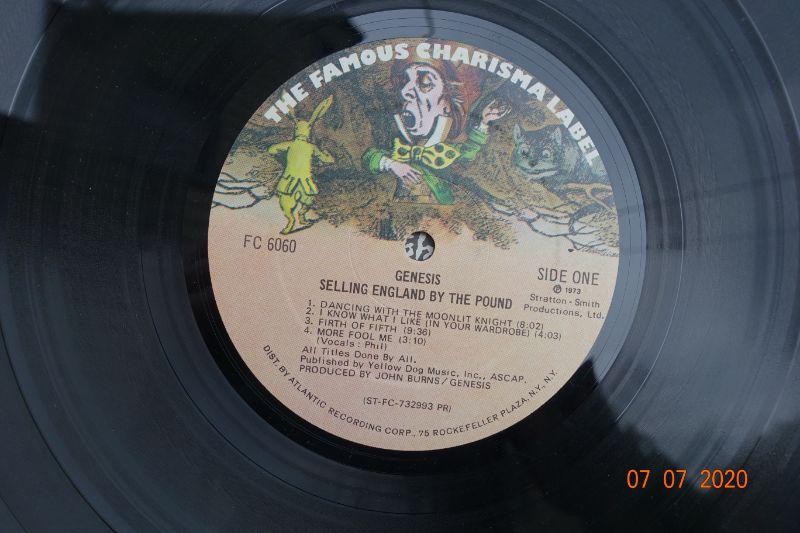 THE FAMOUS CHARISMA LABEL
FC 6060
SIDE ONE
℗ 1973
Stratton - Smith
Productions, Ltd.
GENESIS
SELLING ENGLAND BY THE POUND
1. DANCING WITH THE MOONLIT KNIGHT (8:02)
2. I KNOW WHAT I LIKE (IN YOUR WARDROBE) (4:03)
3. FIRTH OF FIFTH (9:36)
4. MORE FOOL ME (3:10)
(Vocals : Phil)
All Titles Done By All.
Published by Yellow Dog Music, Inc., ASCAP.
PRODUCED BY JOHN BURNS/GENESIS
(ST-FC-732993 PR)
DIST. BY ATLANTIC RECORDING CORP., 75 ROCKEFELLER PLAZA, N.Y., N.Y.
07 07 2020